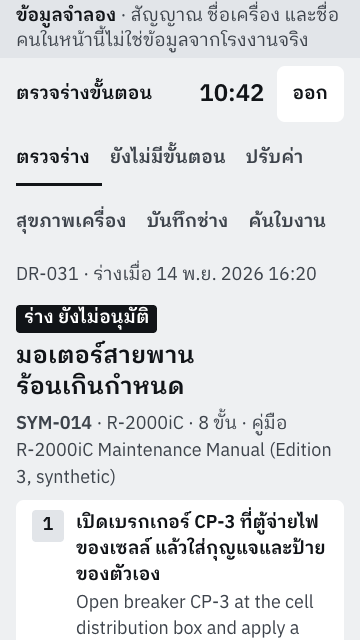 ข้อมูลจำลอง · สัญญาณ ชื่อเครื่อง และชื่อ
คนในหน้านี้ไม่ใช่ข้อมูลจากโรงงานจริง
ตรวจร่างขั้นตอน 10:42 ออก
ตรวจร่าง ยังไม่มีขั้นตอน ปรับค่า
สุขภาพเครื่อง บันทึกช่าง ค้นใบงาน
DR-031 · ร่างเมื่อ 14 พ.ย. 2026 16:20
ร่าง ยังไม่อนุมัติ
มอเตอร์สายพาน
ร้อนเกินกำหนด
SYM-014 · R-2000iC · 8 ขั้น · คู่มือ
R-2000iC Maintenance Manual (Edition
3, synthetic)
1 เปิดเบรกเกอร์ CP-3 ที่ตู้จ่ายไฟ
ของเซลล์ แล้วใส่กุญแจและป้าย
ของตัวเอง
Open breaker CP-3 at the cell
distribution box and apply a